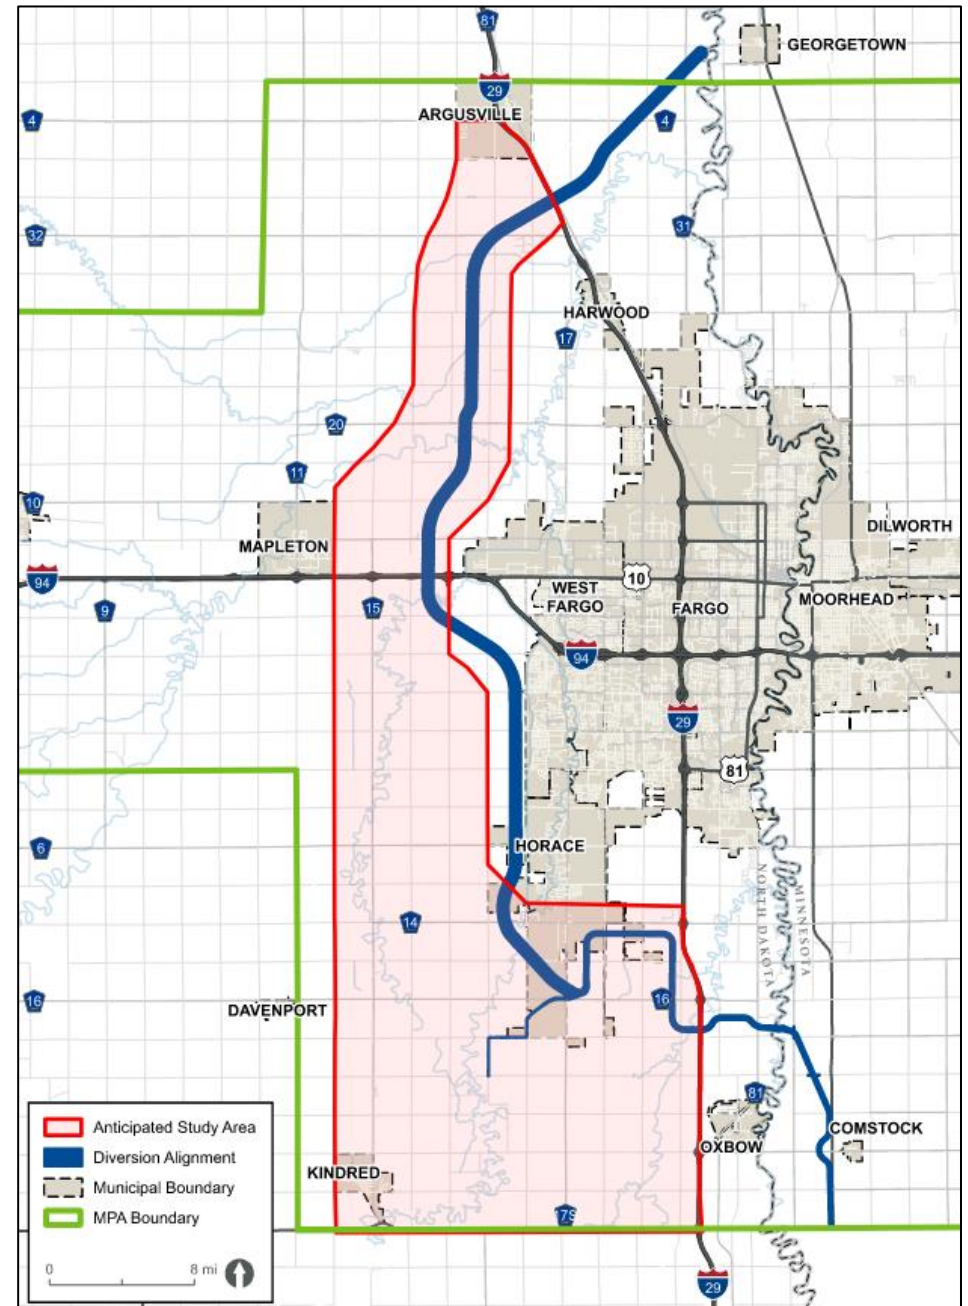 81
GEORGETOWN
29
ARGUSVILLE
4
4
31
32
HARWOOD
17
20
11
10
DILWORTH
MAPLETON
94
10
WEST
FARGO
FARGO
MOORHEAD
9
15
94
29
81
6
HORACE
NORTH DAKOTA
MINNESOTA
14
16
16
DAVENPORT
81
COMSTOCK
OXBOW
KINDRED
Anticipated Study Area
Diversion Alignment
Municipal Boundary
MPA Boundary
0
8 mi
29